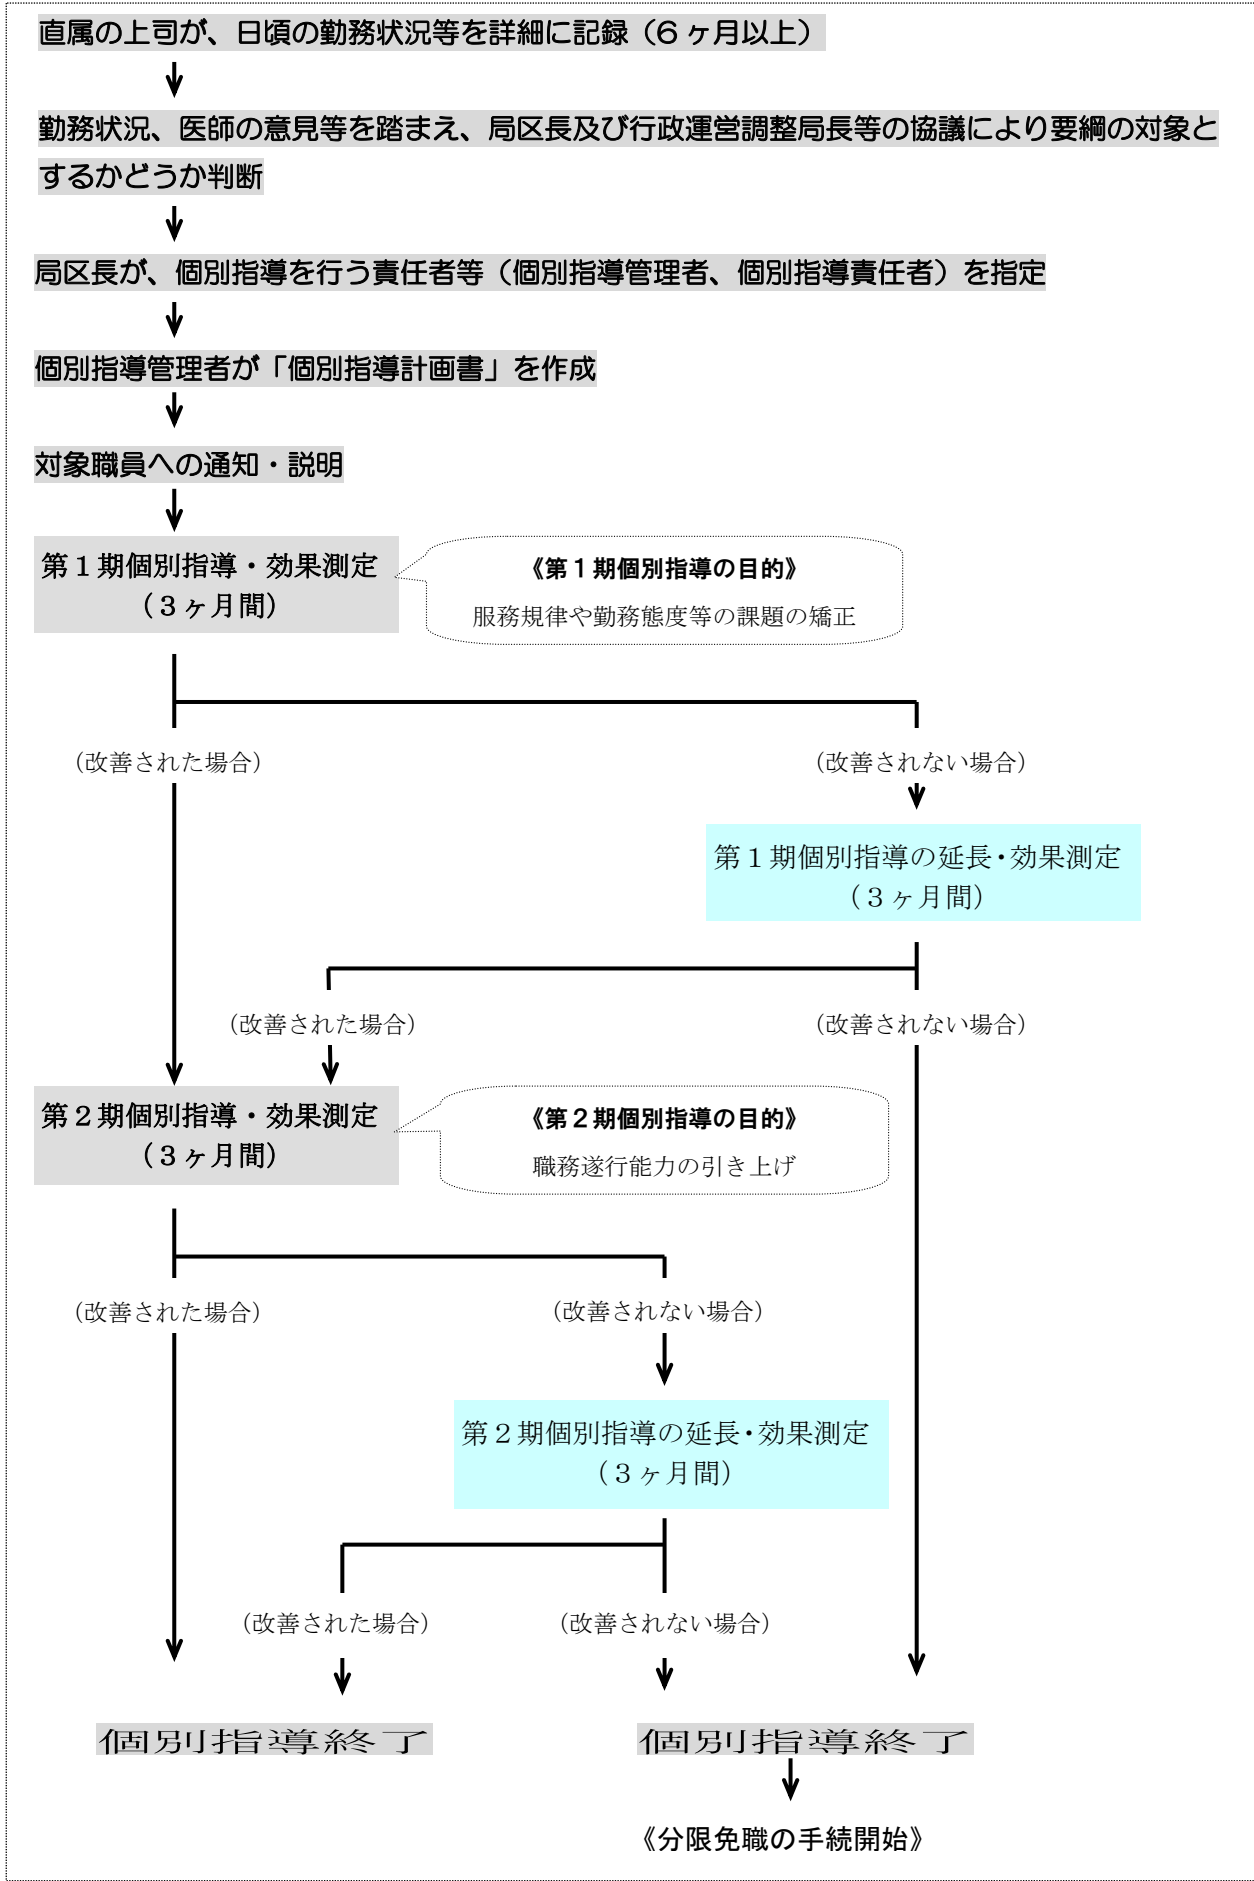 直属の上司が、日頃の勤務状況等を詳細に記録（6ヶ月以上）
勤務状況、医師の意見等を踏まえ、局区長及び行政運営調整局長等の協議により要綱の対象と
するかどうか判断
局区長が、個別指導を行う責任者等（個別指導管理者、個別指導責任者）を指定
個別指導管理者が「個別指導計画書」を作成
対象職員への通知・説明
第１期個別指導・効果測定
（３ヶ月間）
《第１期個別指導の目的》
服務規律や勤務態度等の課題の矯正
（改善された場合）
（改善されない場合）
第１期個別指導の延長・効果測定
（３ヶ月間）
（改善された場合）
（改善されない場合）
第２期個別指導・効果測定
（３ヶ月間）
《第２期個別指導の目的》
職務遂行能力の引き上げ
（改善された場合）
（改善されない場合）
第２期個別指導の延長・効果測定
（３ヶ月間）
（改善された場合）
（改善されない場合）
個別指導終了
個別指導終了
《分限免職の手続開始》